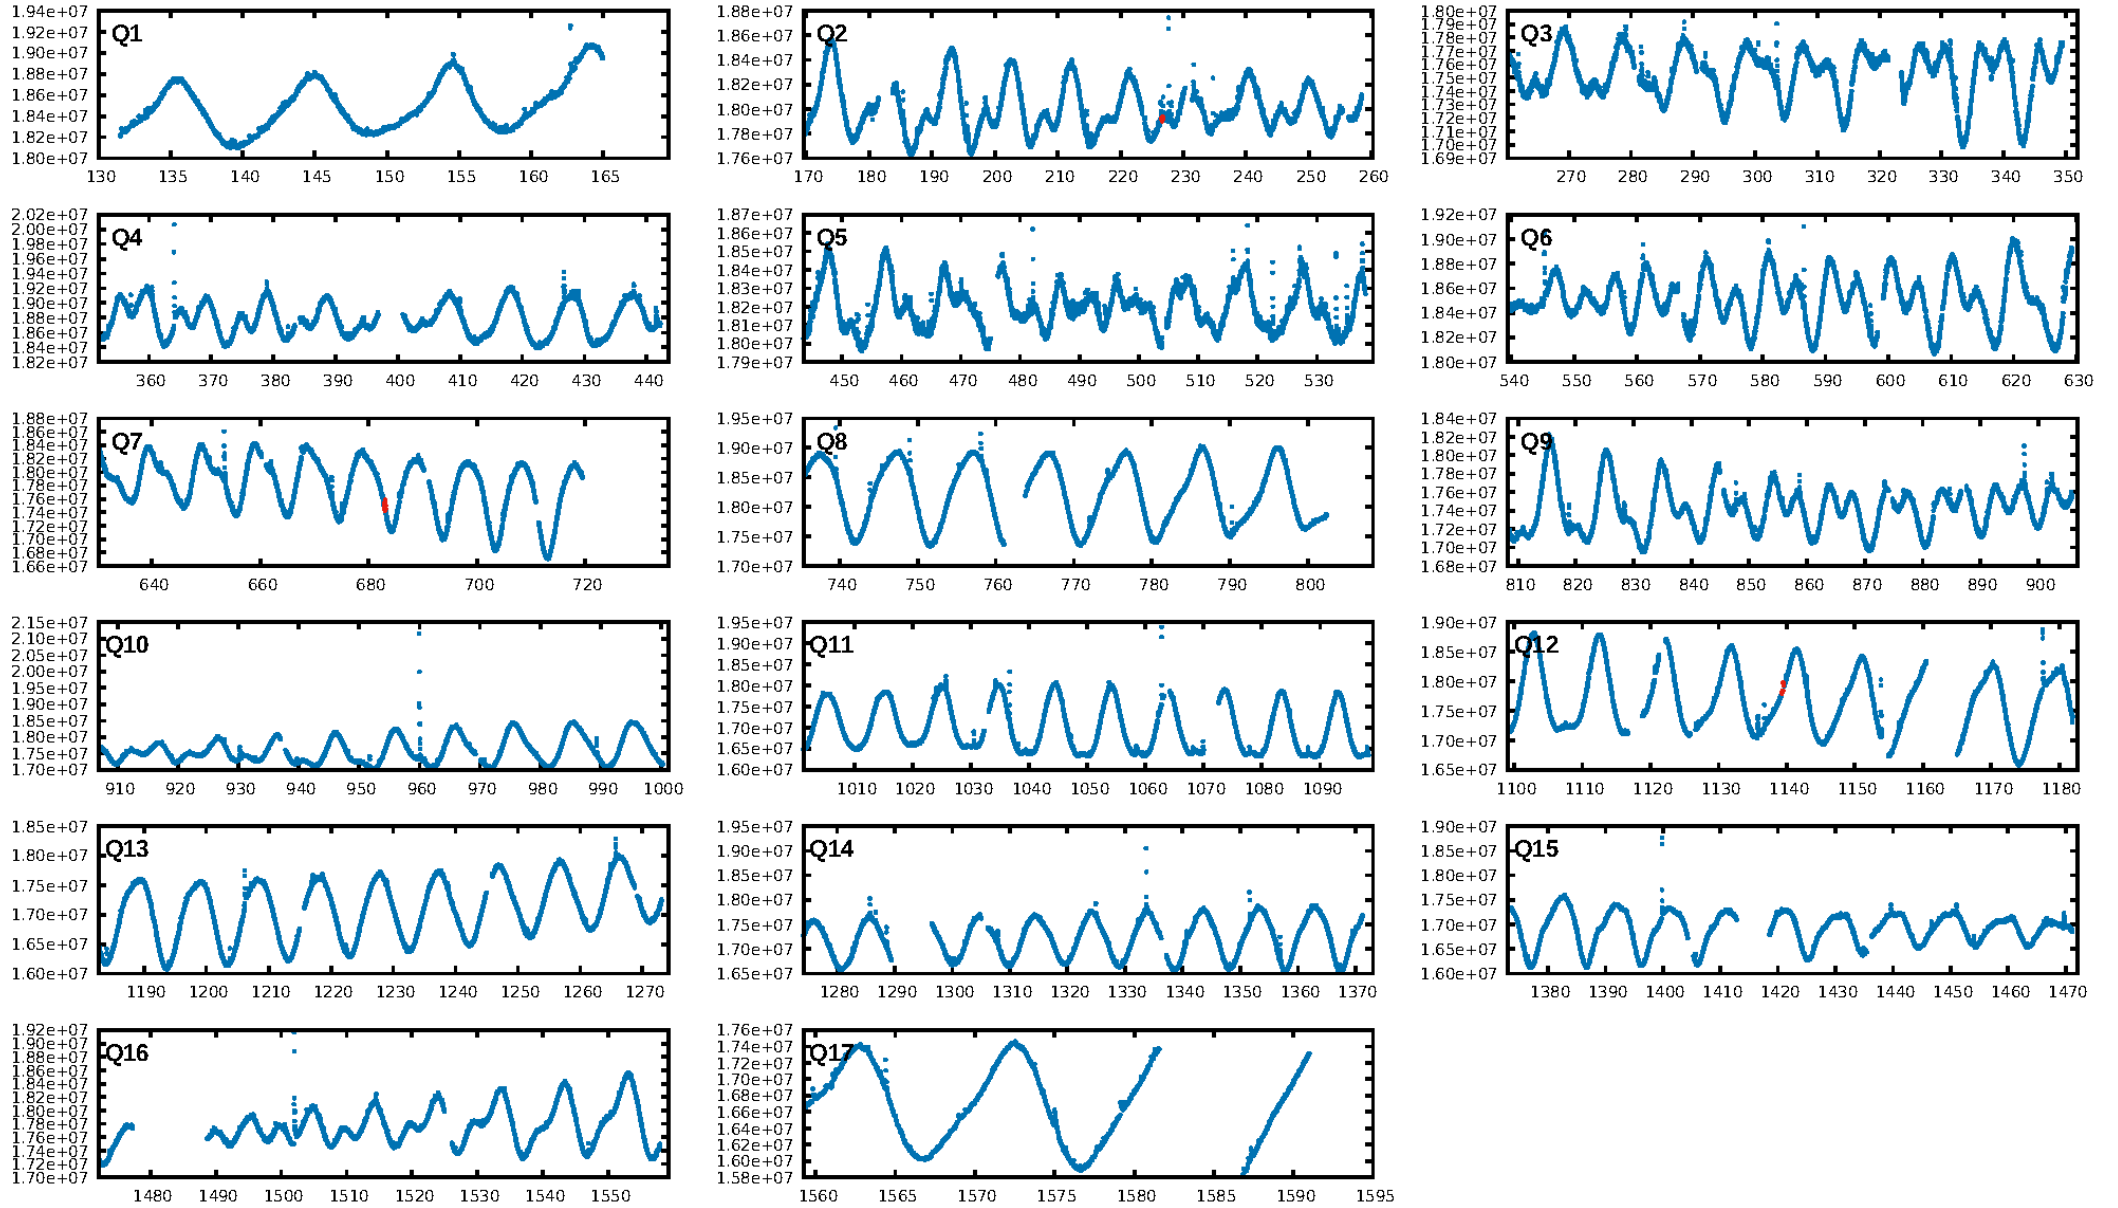 Q1
1.94e+07
1.92e+07
1.90e+07
1.88e+07
1.86e+07
1.84e+07
1.82e+07
1.80e+07
130 135 140 145 150 155 160 165
Q2
1.88e+07
1.86e+07
1.84e+07
1.82e+07
1.80e+07
1.78e+07
1.76e+07
170 180 190 200 210 220 230 240 250 260
Q3
1.80e+07
1.79e+07
1.78e+07
1.77e+07
1.76e+07
1.75e+07
1.74e+07
1.73e+07
1.72e+07
1.71e+07
1.70e+07
1.69e+07
270 280 290 300 310 320 330 340 350
Q4
2.02e+07
2.00e+07
1.98e+07
1.96e+07
1.94e+07
1.92e+07
1.90e+07
1.88e+07
1.86e+07
1.84e+07
1.82e+07
360 370 380 390 400 410 420 430 440
Q5
1.87e+07
1.86e+07
1.85e+07
1.84e+07
1.83e+07
1.82e+07
1.81e+07
1.80e+07
1.79e+07
450 460 470 480 490 500 510 520 530
Q6
1.92e+07
1.90e+07
1.88e+07
1.86e+07
1.84e+07
1.82e+07
1.80e+07
540 550 560 570 580 590 600 610 620 630
Q7
1.88e+07
1.86e+07
1.84e+07
1.82e+07
1.80e+07
1.78e+07
1.76e+07
1.74e+07
1.72e+07
1.70e+07
1.68e+07
1.66e+07
640 660 680 700 720
Q8
1.95e+07
1.90e+07
1.85e+07
1.80e+07
1.75e+07
1.70e+07
740 750 760 770 780 790 800
Q9
1.84e+07
1.82e+07
1.80e+07
1.78e+07
1.76e+07
1.74e+07
1.72e+07
1.70e+07
1.68e+07
810 820 830 840 850 860 870 880 890 900
Q10
2.15e+07
2.10e+07
2.05e+07
2.00e+07
1.95e+07
1.90e+07
1.85e+07
1.80e+07
1.75e+07
1.70e+07
910 920 930 940 950 960 970 980 990 1000
Q11
1.95e+07
1.90e+07
1.85e+07
1.80e+07
1.75e+07
1.70e+07
1.65e+07
1.60e+07
1010 1020 1030 1040 1050 1060 1070 1080 1090
Q12
1.90e+07
1.85e+07
1.80e+07
1.75e+07
1.70e+07
1.65e+07
1100 1110 1120 1130 1140 1150 1160 1170 1180
Q13
1.85e+07
1.80e+07
1.75e+07
1.70e+07
1.65e+07
1.60e+07
1190 1200 1210 1220 1230 1240 1250 1260 1270
Q14
1.95e+07
1.90e+07
1.85e+07
1.80e+07
1.75e+07
1.70e+07
1.65e+07
1280 1290 1300 1310 1320 1330 1340 1350 1360 1370
Q15
1.90e+07
1.85e+07
1.80e+07
1.75e+07
1.70e+07
1.65e+07
1.60e+07
1380 1390 1400 1410 1420 1430 1440 1450 1460 1470
Q16
1.92e+07
1.90e+07
1.88e+07
1.86e+07
1.84e+07
1.82e+07
1.80e+07
1.78e+07
1.76e+07
1.74e+07
1.72e+07
1.70e+07
1480 1490 1500 1510 1520 1530 1540 1550
Q17
1.76e+07
1.74e+07
1.72e+07
1.70e+07
1.68e+07
1.66e+07
1.64e+07
1.62e+07
1.60e+07
1.58e+07
1560 1565 1570 1575 1580 1585 1590 1595